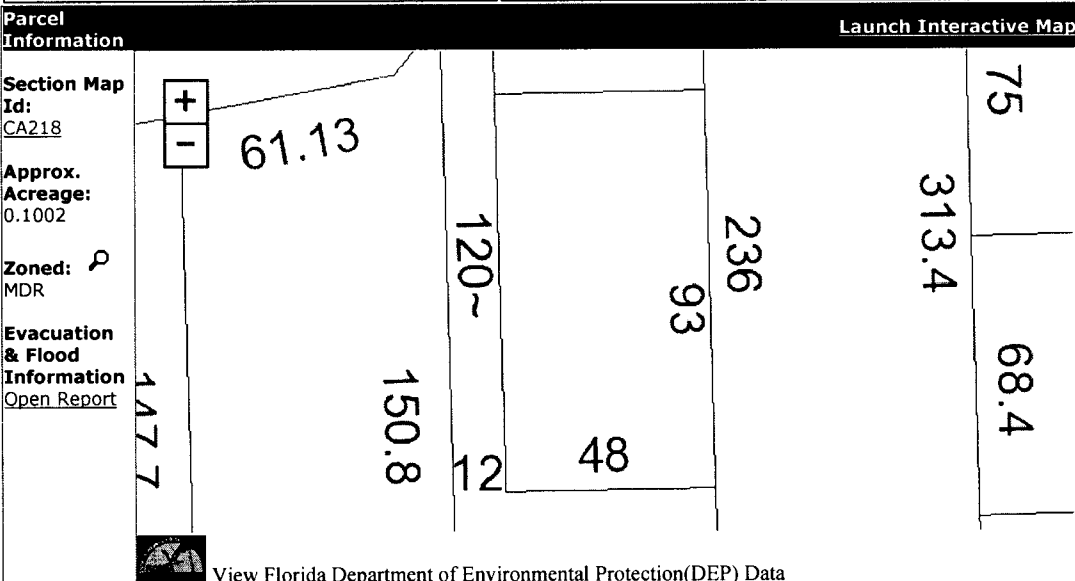 Parcel
Information
Launch Interactive Map
Section Map
Id:
CA218
Approx.
Acreage:
0.1002
Zoned:
MDR
Evacuation
& Flood
Information
Open Report
+
−
61.13
120~
236
93
313.4
75
68.4
150.8
147.7
12
48
View Florida Department of Environmental Protection(DEP) Data